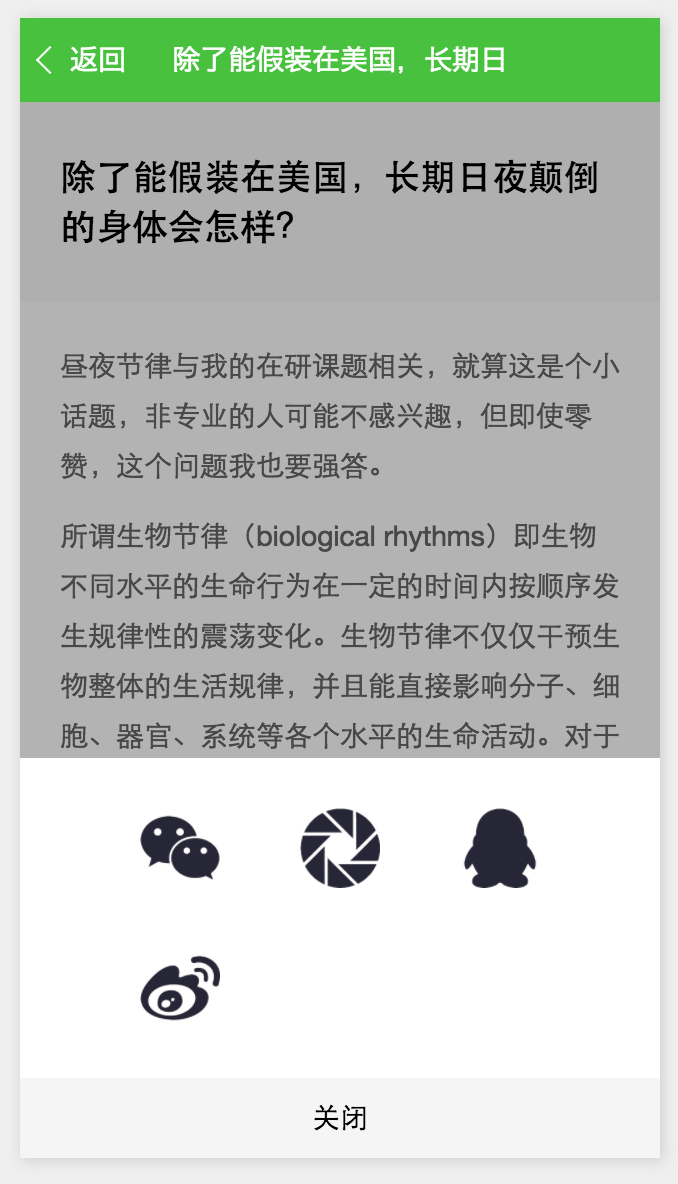 返回 除了能假装在美国，长期日
除了能假装在美国，长期日夜颠倒
的身体会怎样？
昼夜节律与我的在研课题相关，就算这是个小
话题，非专业的人可能不感兴趣，但即使零
赞，这个问题我也要强答。
所谓生物节律（biological rhythms）即生物
不同水平的生命行为在一定的时间内按顺序发
生规律性的震荡变化。生物节律不仅仅干预生
物整体的生活规律，并且能直接影响分子、细
胞、器官、系统等各个水平的生命活动。对于
关闭